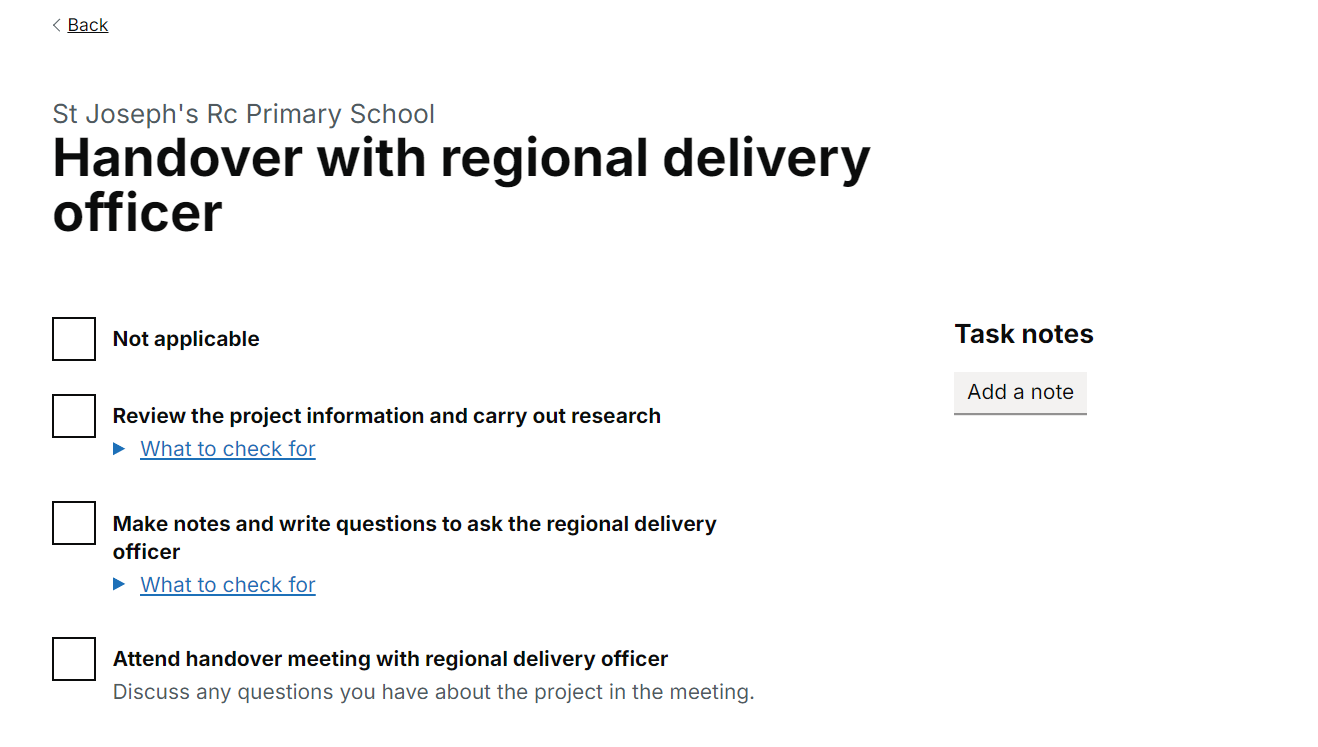 Back
St Joseph's Rc Primary School
Handover with regional delivery
officer
Not applicable
Review the project information and carry out research
What to check for
Make notes and write questions to ask the regional delivery
officer
What to check for
Attend handover meeting with regional delivery officer
Discuss any questions you have about the project in the meeting.
Task notes
Add a note